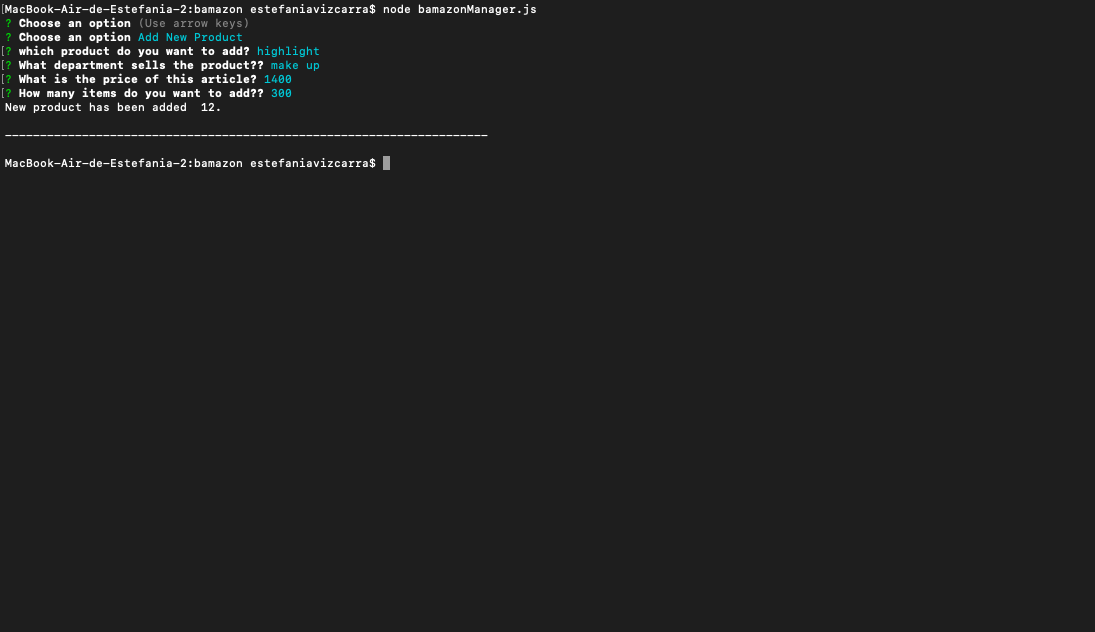 [MacBook-Air-de-Estefania-2:bamazon estefaniavizcarra$ node bamazonManager.js
? Choose an option (Use arrow keys)
? Choose an option Add New Product
[? which product do you want to add? highlight
[? What department sells the product?? make up
[? What is the price of this article? 1400
[? How many items do you want to add?? 300
New product has been added  12.
---------------------------------------------------------------------
MacBook-Air-de-Estefania-2:bamazon estefaniavizcarra$